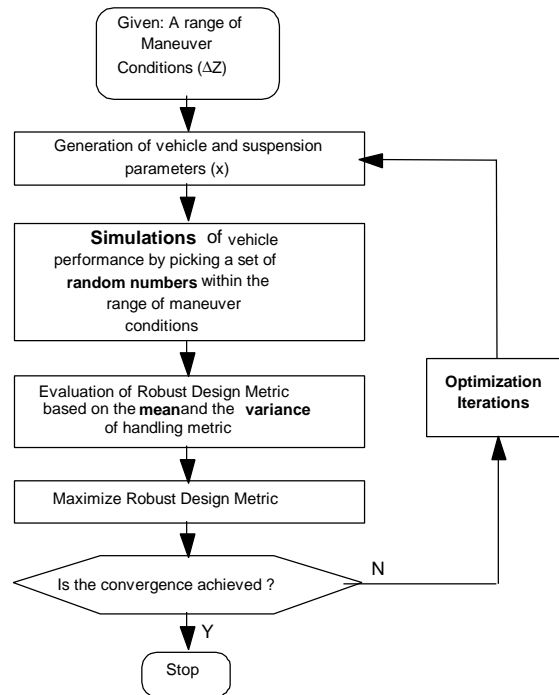 Given: A range of
Maneuver
Conditions (ΔZ)
Generation of vehicle and suspension
parameters (x)
Simulations of vehicle
performance by picking a set of
random numbers within the
range of maneuver
conditions
Evaluation of Robust Design Metric
based on the mean and the variance
of handling metric
Optimization
Iterations
Maximize Robust Design Metric
Is the convergence achieved ?
N
Y
Stop